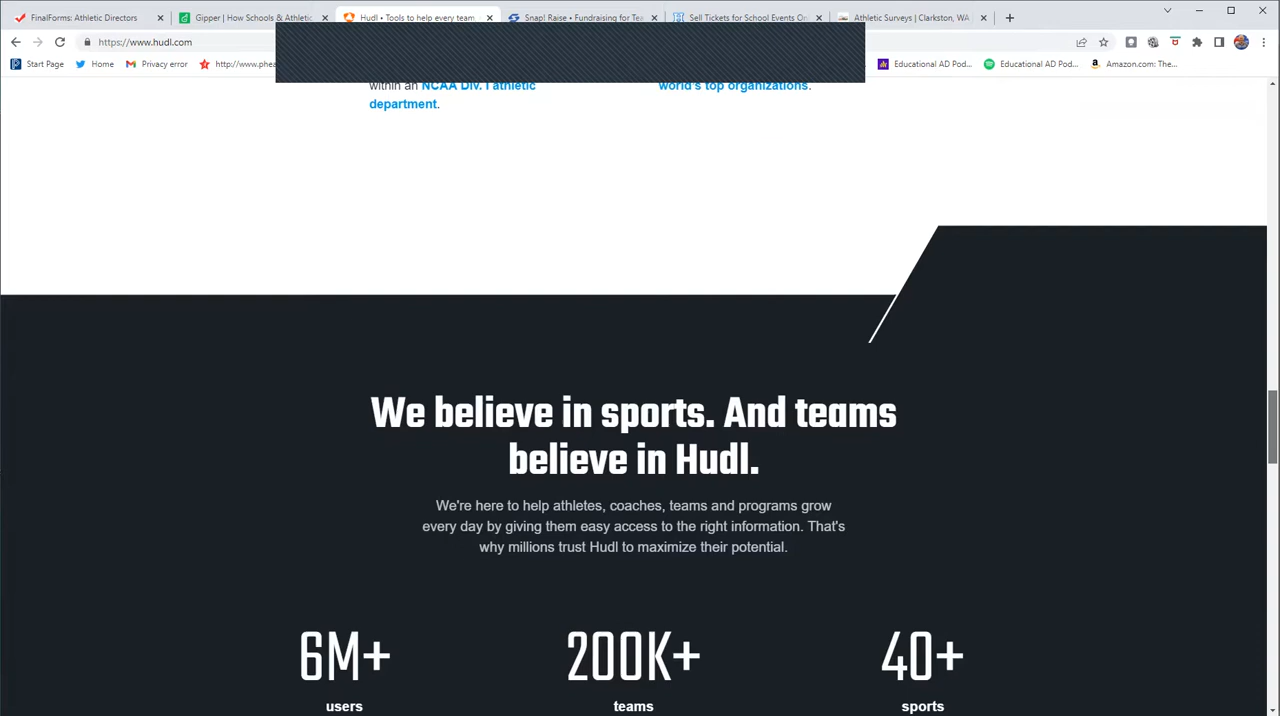 FinalForms: Athletic Directors
Gipper | How Schools & Athletic
Hudl • Tools to help every team
Snap! Raise • Fundraising for Tea
Sell Tickets for School Events On
Athletic Surveys | Clarkston, WA
https://www.hudl.com
Start Page
Home
Privacy error
http://www.phea
Educational AD Pod...
Educational AD Pod...
Amazon.com: The...
within an NCAA Div. I athletic
department.
world's top organizations.
We believe in sports. And teams
believe in Hudl.
We're here to help athletes, coaches, teams and programs grow
every day by giving them easy access to the right information. That's
why millions trust Hudl to maximize their potential.
6M+
users
200K+
teams
40+
sports